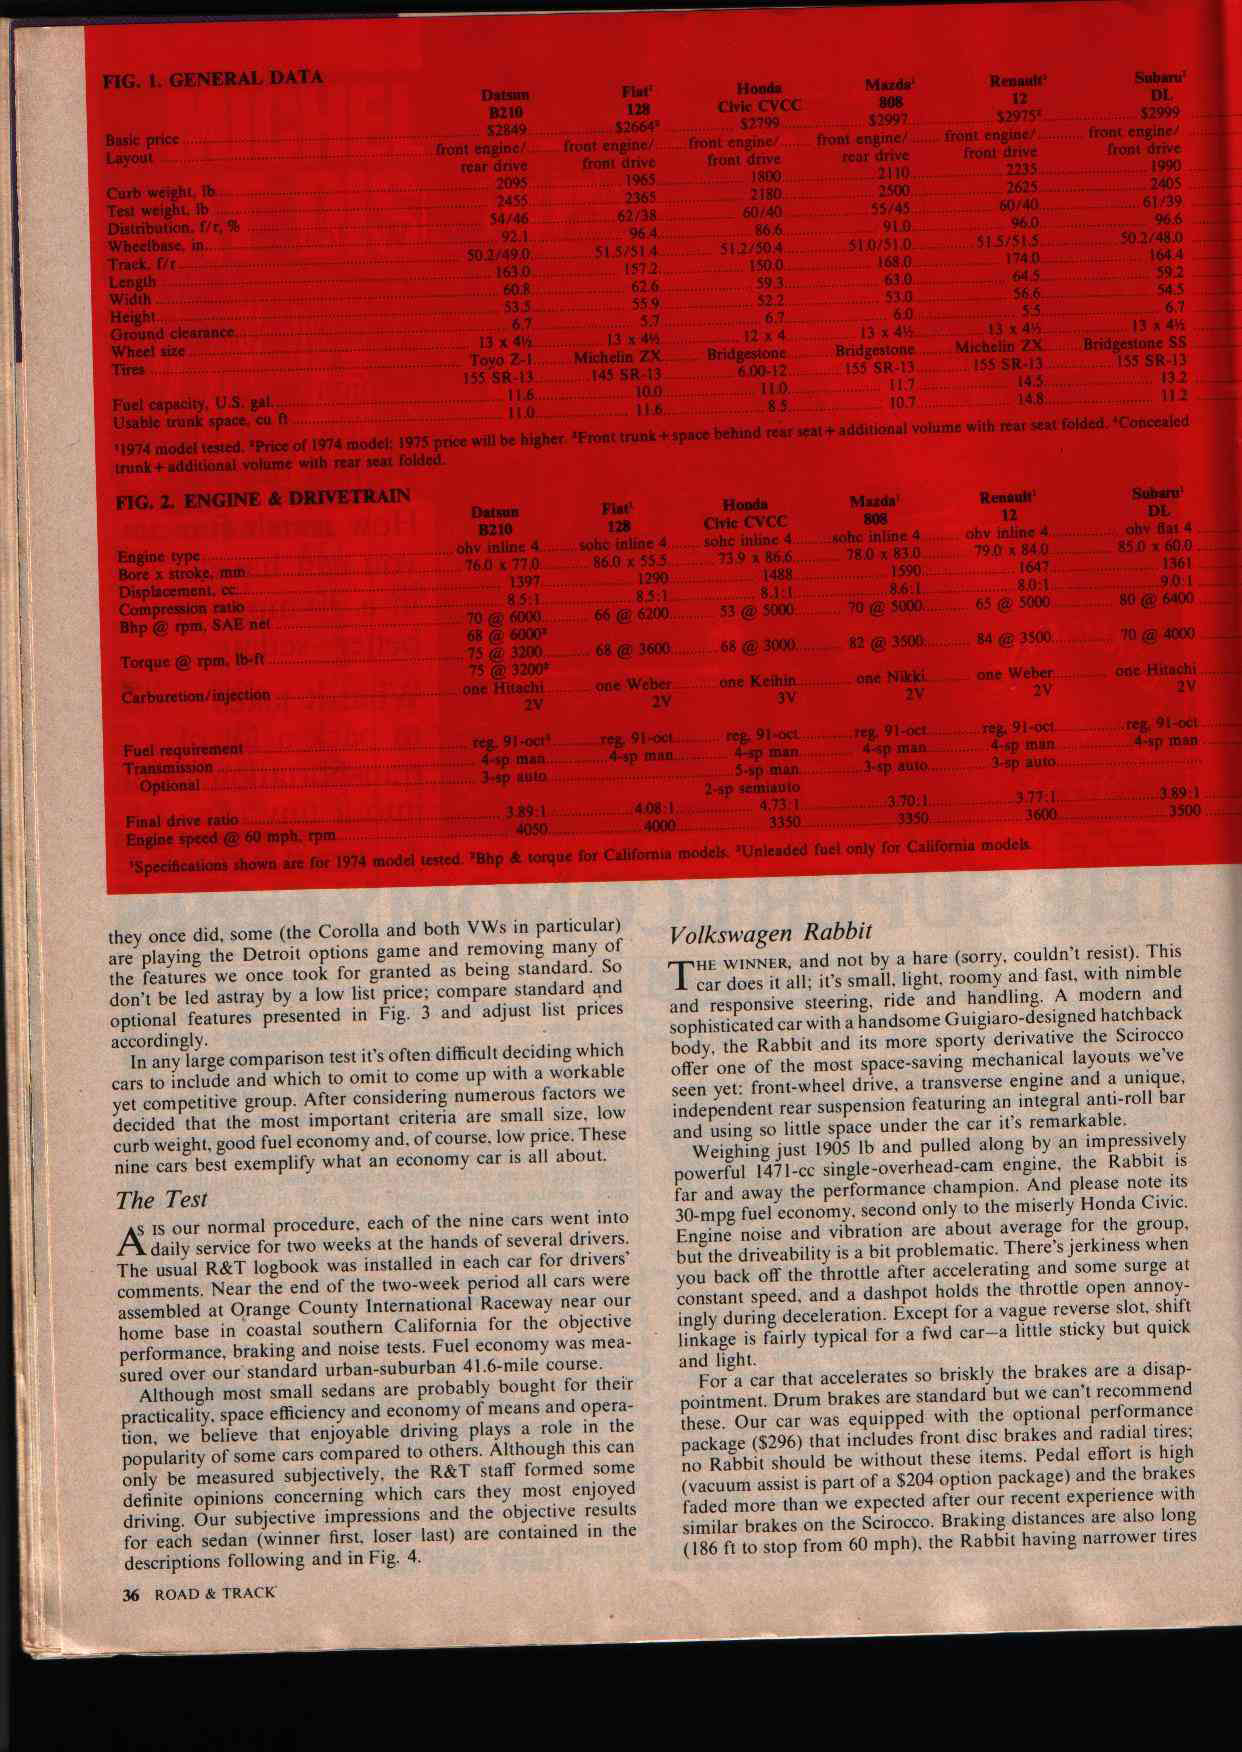 FIG. 1. GENERAL DATA
Datsun Fiat¹ Honda Mazda¹ Renault¹ Subaru¹
B210 128 Civic CVCC 808 12 DL
Basic price $2849 $2664² $2799 $2997 $2975² $2999
Layout front engine/ front engine/ front engine/ front engine/ front engine/ front engine/
rear drive front drive front drive rear drive front drive front drive
Curb weight, lb 2095 1965 1800 2110 2235 1990
Test weight, lb 2455 2365 2180 2500 2625 2405
Distribution, f/r, % 54/46 62/38 60/40 55/45 60/40 61/39
Wheelbase, in. 92.1 96.4 86.6 91.0 96.0 96.6
Track, f/r 50.2/49.0 51.5/51.4 51.2/50.4 51.0/51.0 51.5/51.5 50.2/48.0
Length 163.0 157.2 150.0 168.0 174.0 164.4
Width 60.8 62.6 59.3 63.0 64.5 59.2
Height 53.5 55.9 52.2 53.0 56.6 54.5
Ground clearance 6.7 5.7 6.7 6.0 5.5 6.7
Wheel size 13 x 4½ 13 x 4½ 12 x 4 13 x 4½ 13 x 4½ 13 x 4½
Tires Toyo Z-1 Michelin ZX Bridgestone Bridgestone Michelin ZX Bridgestone SS
155 SR-13 145 SR-13 6.00-12 155 SR-13 155 SR-13 155 SR-13
Fuel capacity, U.S. gal. 11.6 10.0 11.0 11.7 14.5 13.2
Usable trunk space, cu ft 11.0 11.6 8.5 10.7 14.8 11.2
¹1974 model tested. ²Price of 1974 model; 1975 price will be higher. ³Front trunk + space behind rear seat + additional volume with rear seat folded. ⁴Concealed
trunk + additional volume with rear seat folded.
FIG. 2. ENGINE & DRIVETRAIN
Datsun Fiat¹ Honda Mazda¹ Renault¹ Subaru¹
B210 128 Civic CVCC 808 12 DL
Engine type ohv inline 4 sohc inline 4 sohc inline 4 sohc inline 4 ohv inline 4 ohv flat 4
Bore x stroke, mm 76.0 x 77.0 86.0 x 55.5 73.9 x 86.6 78.0 x 83.0 79.0 x 84.0 85.0 x 60.0
Displacement, cc 1397 1290 1488 1590 1647 1361
Compression ratio 8.5:1 8.5:1 8.1:1 8.6:1 8.0:1 9.0:1
Bhp @ rpm, SAE net 70 @ 6000 66 @ 6200 53 @ 5000 70 @ 5000 65 @ 5000 80 @ 6400
68 @ 6000²
Torque @ rpm, lb-ft 75 @ 3200 68 @ 3600 68 @ 3000 82 @ 3500 84 @ 3500 70 @ 4000
75 @ 3200²
Carburetion/injection one Hitachi one Weber one Keihin one Nikki one Weber one Hitachi
2V 2V 3V 2V 2V 2V
Fuel requirement reg, 91-oct³ reg, 91-oct reg, 91-oct reg, 91-oct reg, 91-oct reg, 91-oct
Transmission 4-sp man 4-sp man 4-sp man 4-sp man 4-sp man 4-sp man
Optional 3-sp auto 5-sp man 3-sp auto 3-sp auto
2-sp semiauto
Final drive ratio 3.89:1 4.08:1 4.73:1 3.70:1 3.77:1 3.89:1
Engine speed @ 60 mph, rpm 4050 4000 3350 3350 3600 3500
¹Specifications shown are for 1974 model tested. ²Bhp & torque for California models. ³Unleaded fuel only for California models.
they once did, some (the Corolla and both VWs in particular)
are playing the Detroit options game and removing many of
the features we once took for granted as being standard. So
don't be led astray by a low list price; compare standard and
optional features presented in Fig. 3 and adjust list prices
accordingly.
In any large comparison test it's often difficult deciding which
cars to include and which to omit to come up with a workable
yet competitive group. After considering numerous factors we
decided that the most important criteria are small size, low
curb weight, good fuel economy and, of course, low price. These
nine cars best exemplify what an economy car is all about.
The Test
AS IS our normal procedure, each of the nine cars went into
daily service for two weeks at the hands of several drivers.
The usual R&T logbook was installed in each car for drivers'
comments. Near the end of the two-week period all cars were
assembled at Orange County International Raceway near our
home base in coastal southern California for the objective
performance, braking and noise tests. Fuel economy was mea-
sured over our standard urban-suburban 41.6-mile course.
Although most small sedans are probably bought for their
practicality, space efficiency and economy of means and opera-
tion, we believe that enjoyable driving plays a role in the
popularity of some cars compared to others. Although this can
only be measured subjectively, the R&T staff formed some
definite opinions concerning which cars they most enjoyed
driving. Our subjective impressions and the objective results
for each sedan (winner first, loser last) are contained in the
descriptions following and in Fig. 4.
Volkswagen Rabbit
THE WINNER, and not by a hare (sorry, couldn't resist). This
car does it all; it's small, light, roomy and fast, with nimble
and responsive steering, ride and handling. A modern and
sophisticated car with a handsome Guigiaro-designed hatchback
body, the Rabbit and its more sporty derivative the Scirocco
offer one of the most space-saving mechanical layouts we've
seen yet: front-wheel drive, a transverse engine and a unique,
independent rear suspension featuring an integral anti-roll bar
and using so little space under the car it's remarkable.
Weighing just 1905 lb and pulled along by an impressively
powerful 1471-cc single-overhead-cam engine, the Rabbit is
far and away the performance champion. And please note its
30-mpg fuel economy, second only to the miserly Honda Civic.
Engine noise and vibration are about average for the group,
but the driveability is a bit problematic. There's jerkiness when
you back off the throttle after accelerating and some surge at
constant speed, and a dashpot holds the throttle open annoy-
ingly during deceleration. Except for a vague reverse slot, shift
linkage is fairly typical for a fwd car—a little sticky but quick
and light.
For a car that accelerates so briskly the brakes are a disap-
pointment. Drum brakes are standard but we can't recommend
these. Our car was equipped with the optional performance
package ($296) that includes front disc brakes and radial tires;
no Rabbit should be without these items. Pedal effort is high
(vacuum assist is part of a $204 option package) and the brakes
faded more than we expected after our recent experience with
similar brakes on the Scirocco. Braking distances are also long
(186 ft to stop from 60 mph), the Rabbit having narrower tires
36 ROAD & TRACK